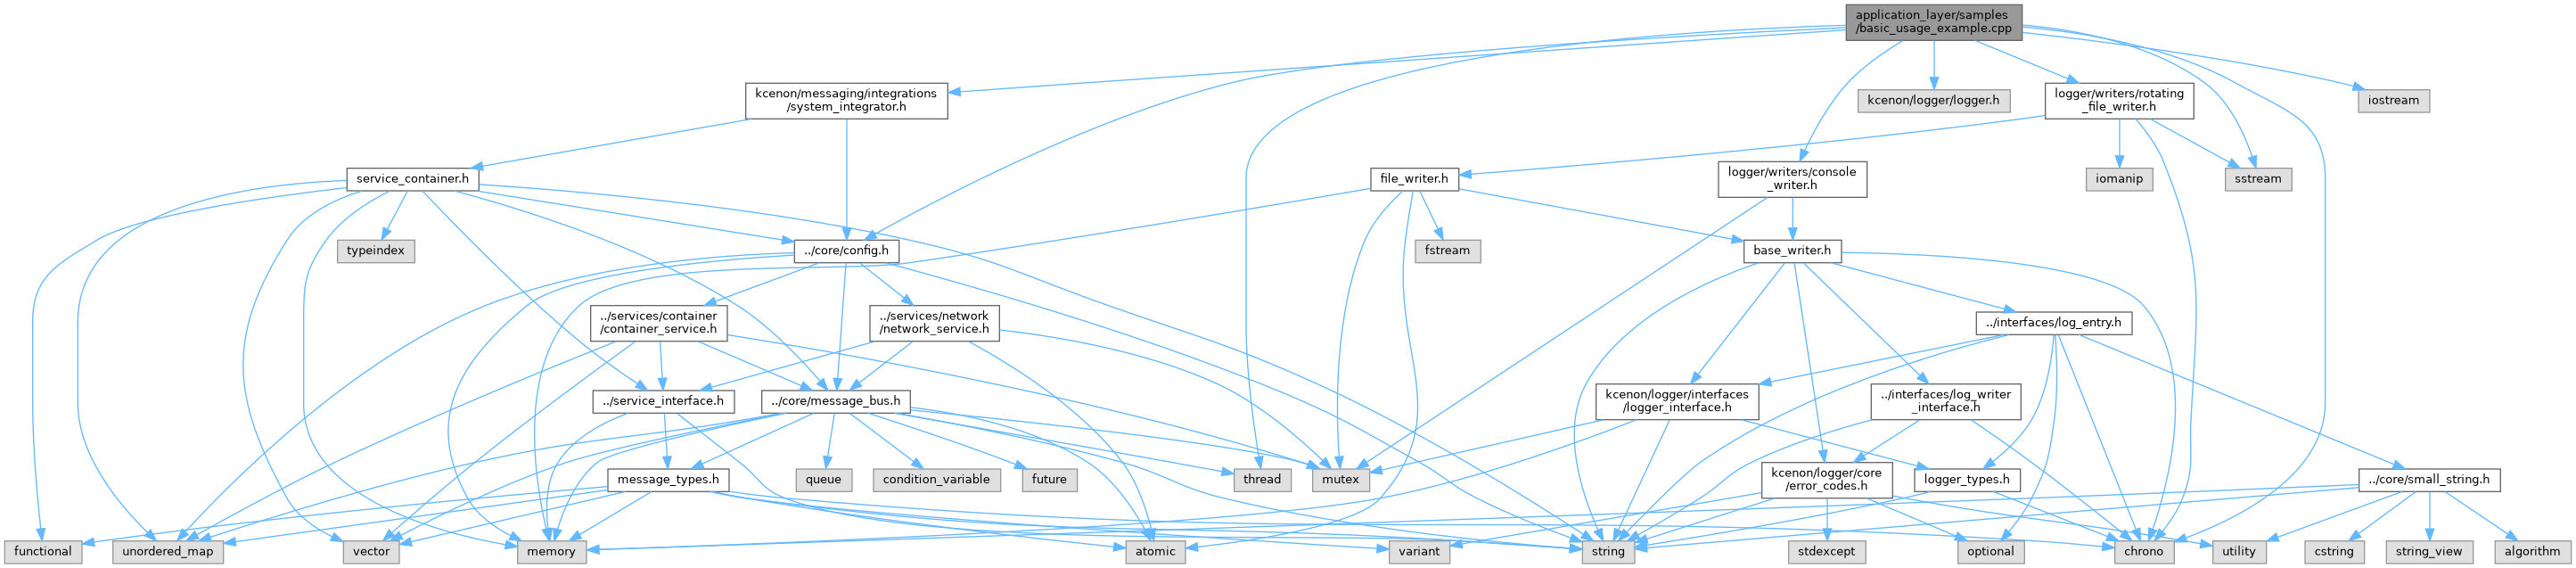 application_layer/samples
/basic_usage_example.cpp
kcenon/messaging/integrations
/system_integrator.h
kcenon/logger/logger.h
logger/writers/rotating
_file_writer.h
iostream
service_container.h
file_writer.h
logger/writers/console
_writer.h
iomanip
sstream
typeindex
../core/config.h
fstream
base_writer.h
../services/container
/container_service.h
../services/network
/network_service.h
../interfaces/log_entry.h
../service_interface.h
../core/message_bus.h
kcenon/logger/interfaces
/logger_interface.h
../interfaces/log_writer
_interface.h
message_types.h
queue
condition_variable
future
thread
mutex
kcenon/logger/core
/error_codes.h
logger_types.h
../core/small_string.h
functional
unordered_map
vector
memory
atomic
variant
string
stdexcept
optional
chrono
utility
cstring
string_view
algorithm